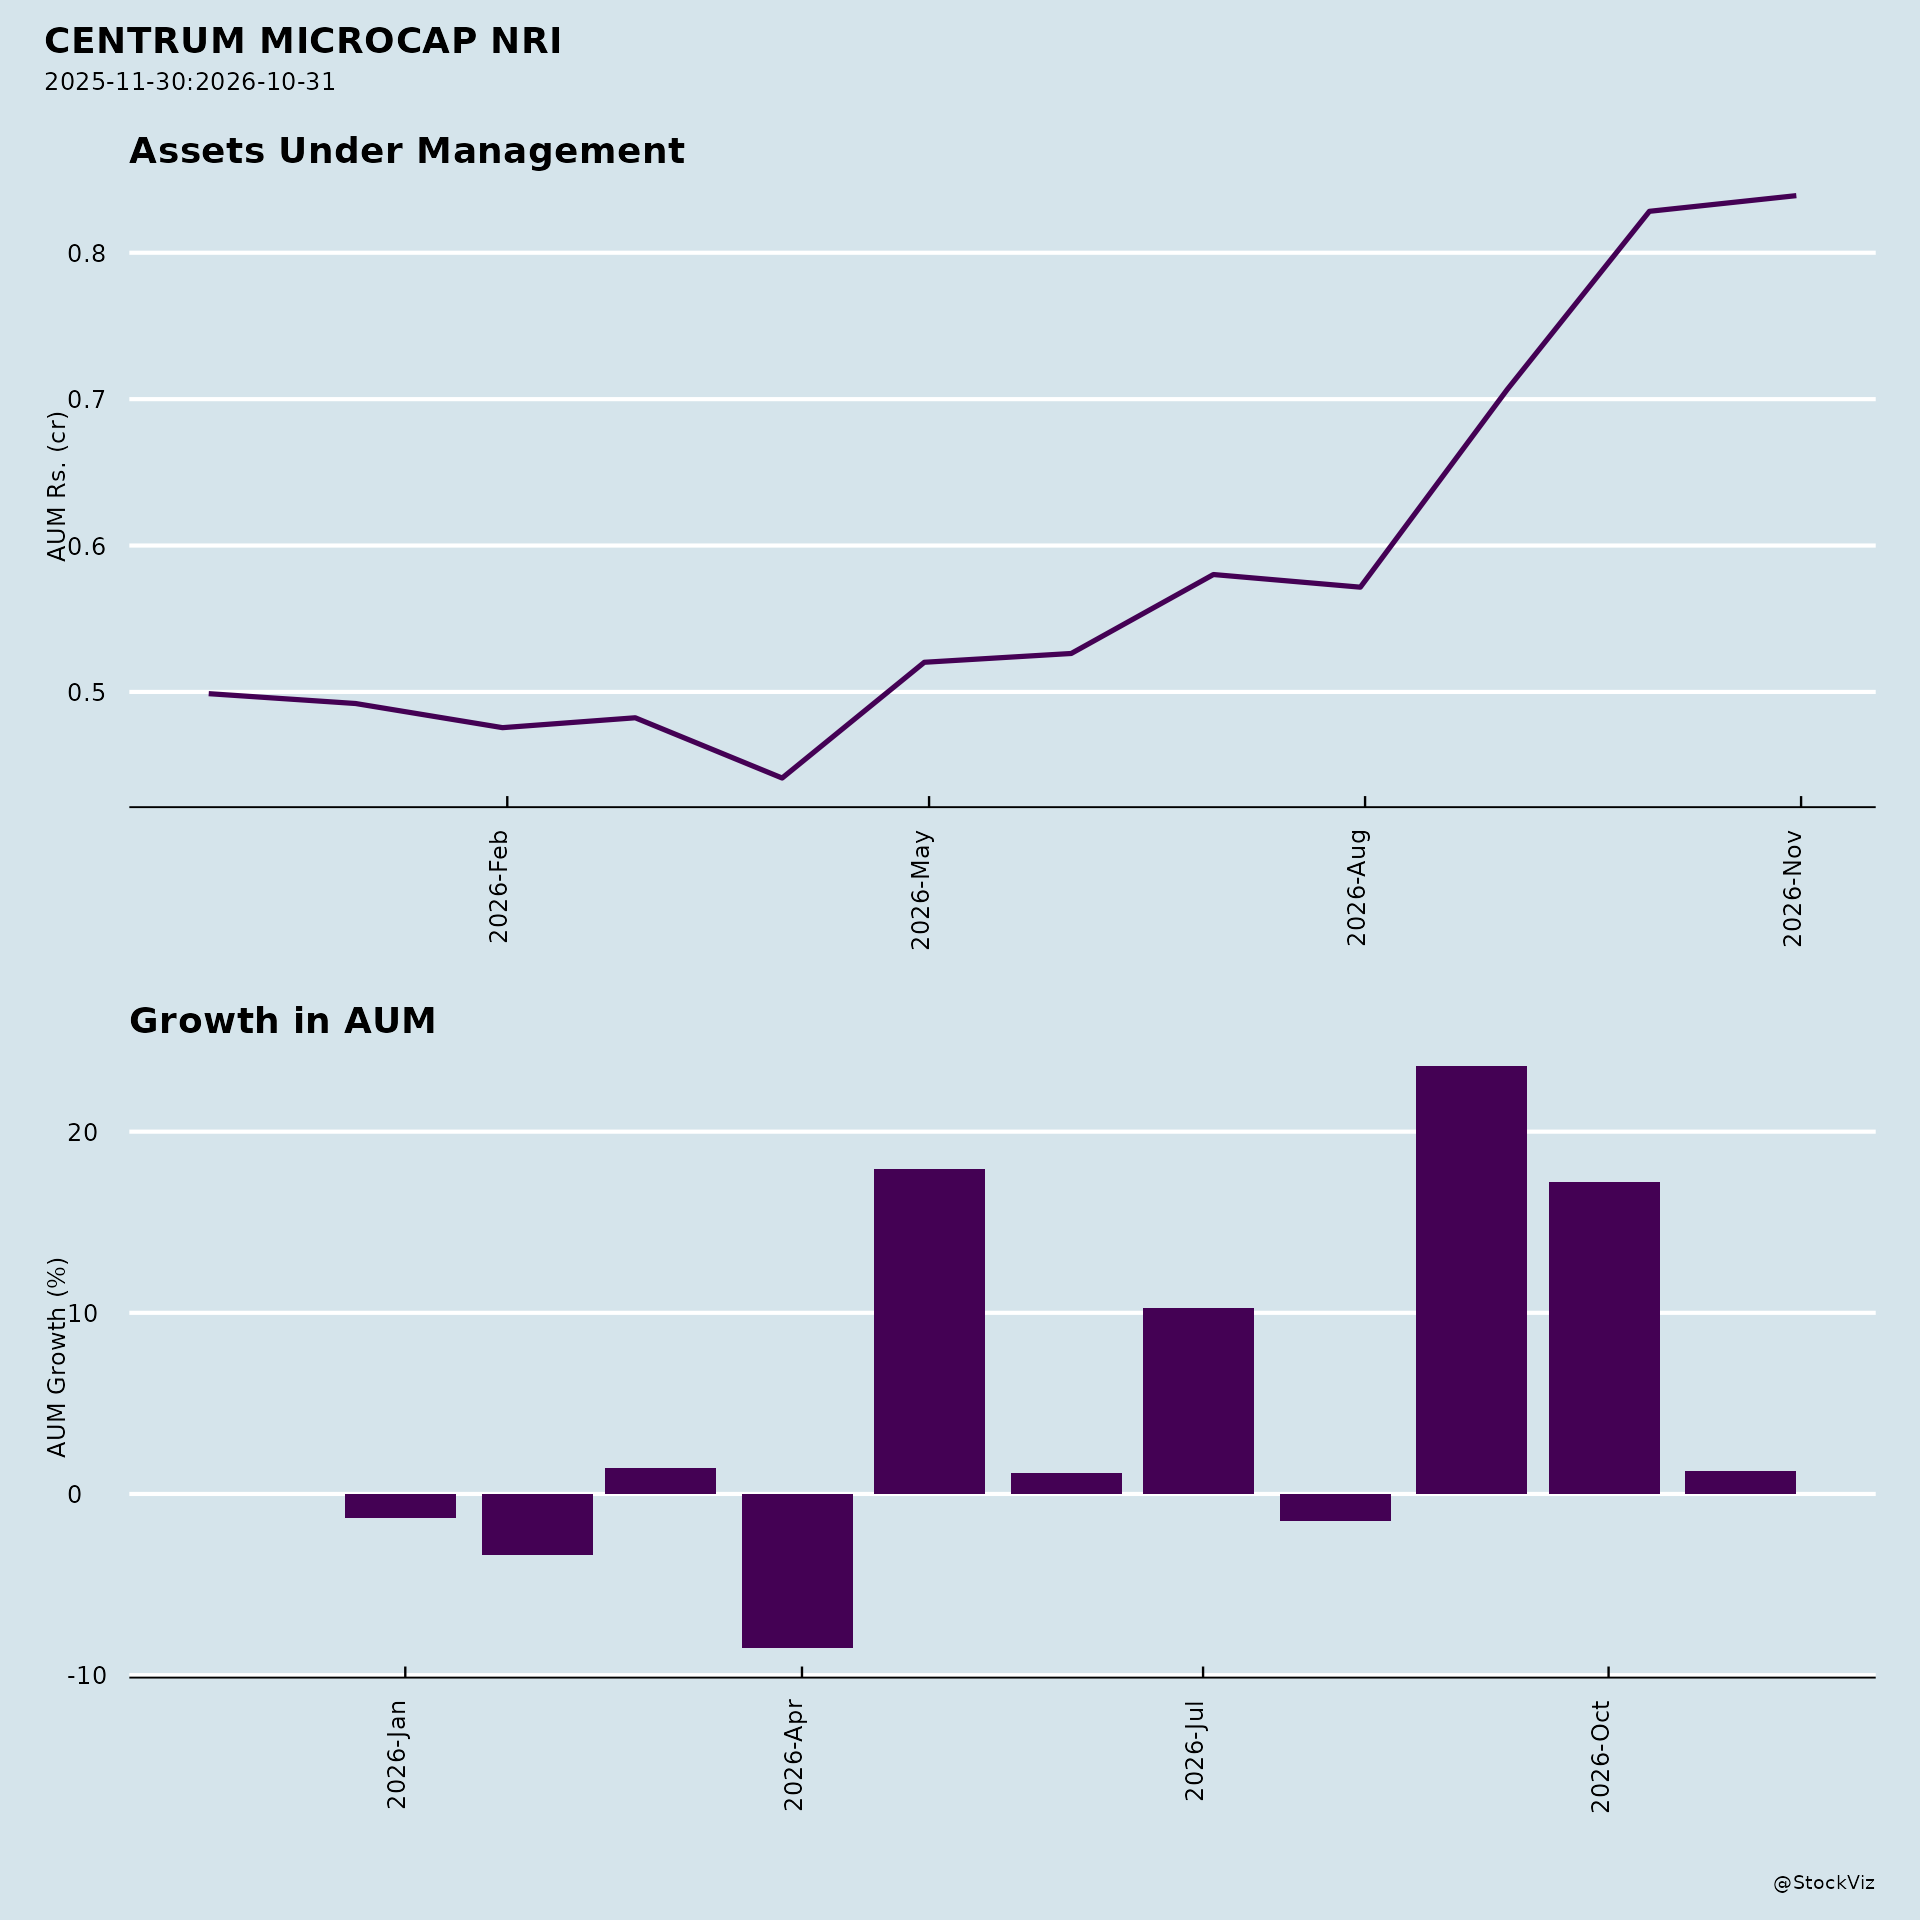 CENTRUM MICROCAP NRI
2025-11-30:2026-10-31
Assets Under Management
AUM Rs. (cr)
0.8
0.7
0.6
0.5
2026-Feb
2026-May
2026-Aug
2026-Nov
Growth in AUM
AUM Growth (%)
20
10
0
-10
2026-Jan
2026-Apr
2026-Jul
2026-Oct
@StockViz